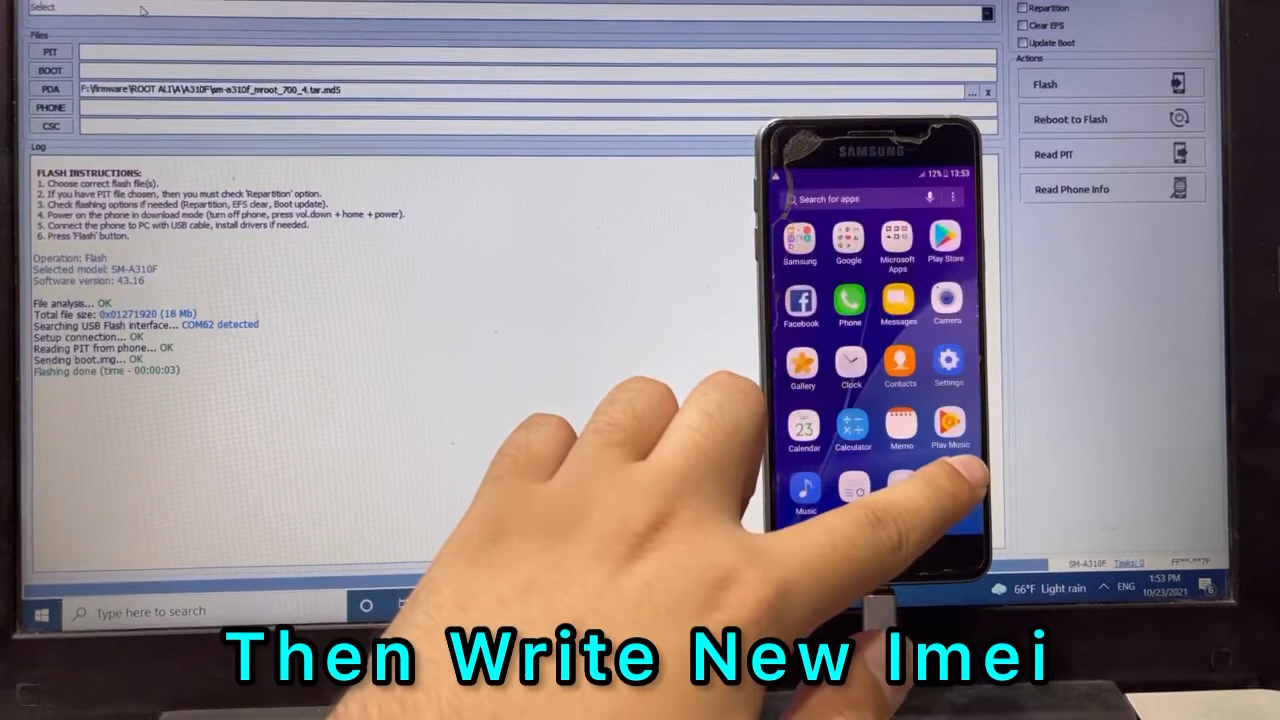 Select
Files
PIT
BOOT
PDA
F:\firmware\ROOT ALI\A\A310F\sm-a310f_mroot_700_4.tar.md5
... x
PHONE
CSC
Log
FLASH INSTRUCTIONS:
1. Choose correct flash file(s).
2. If you have PIT file chosen, then you must check 'Repartition' option.
3. Check flashing options if needed (Repartition, EFS clear, Boot update).
4. Power on the phone in download mode (turn off phone, press vol.down + home + power).
5. Connect the phone to PC with USB cable, install drivers if needed.
6. Press 'Flash' button.
Operation: Flash
Selected model: SM-A310F
Software version: 43.16
File analysis... OK
Total file size: 0x01271920 (18 Mb)
Searching USB Flash interface... COM62 detected
Setup connection... OK
Reading PIT from phone... OK
Sending boot.img... OK
Flashing done (time - 00:00:03)
Repartition
Clear EFS
Update Boot
Actions
Flash
Reboot to Flash
Read PIT
Read Phone Info
SAMSUNG
12% 13:53
Search for apps
Samsung
Google
Microsoft Apps
Play Store
Facebook
Phone
Messages
Camera
Gallery
Clock
Contacts
Settings
23
Calendar
Calculator
Memo
Play Music
Music
SM-A310F Tasks: 0 FF**-**7F
Type here to search
66°F Light rain
ENG
1:53 PM
10/23/2021
6
Then Write New Imei